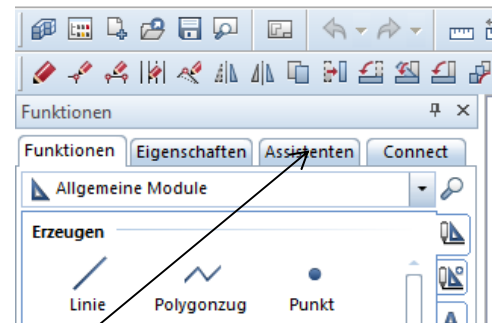 Funktionen
Funktionen Eigenschaften Assistenten Connect
Allgemeine Module
Erzeugen
Linie Polygonzug Punkt
A